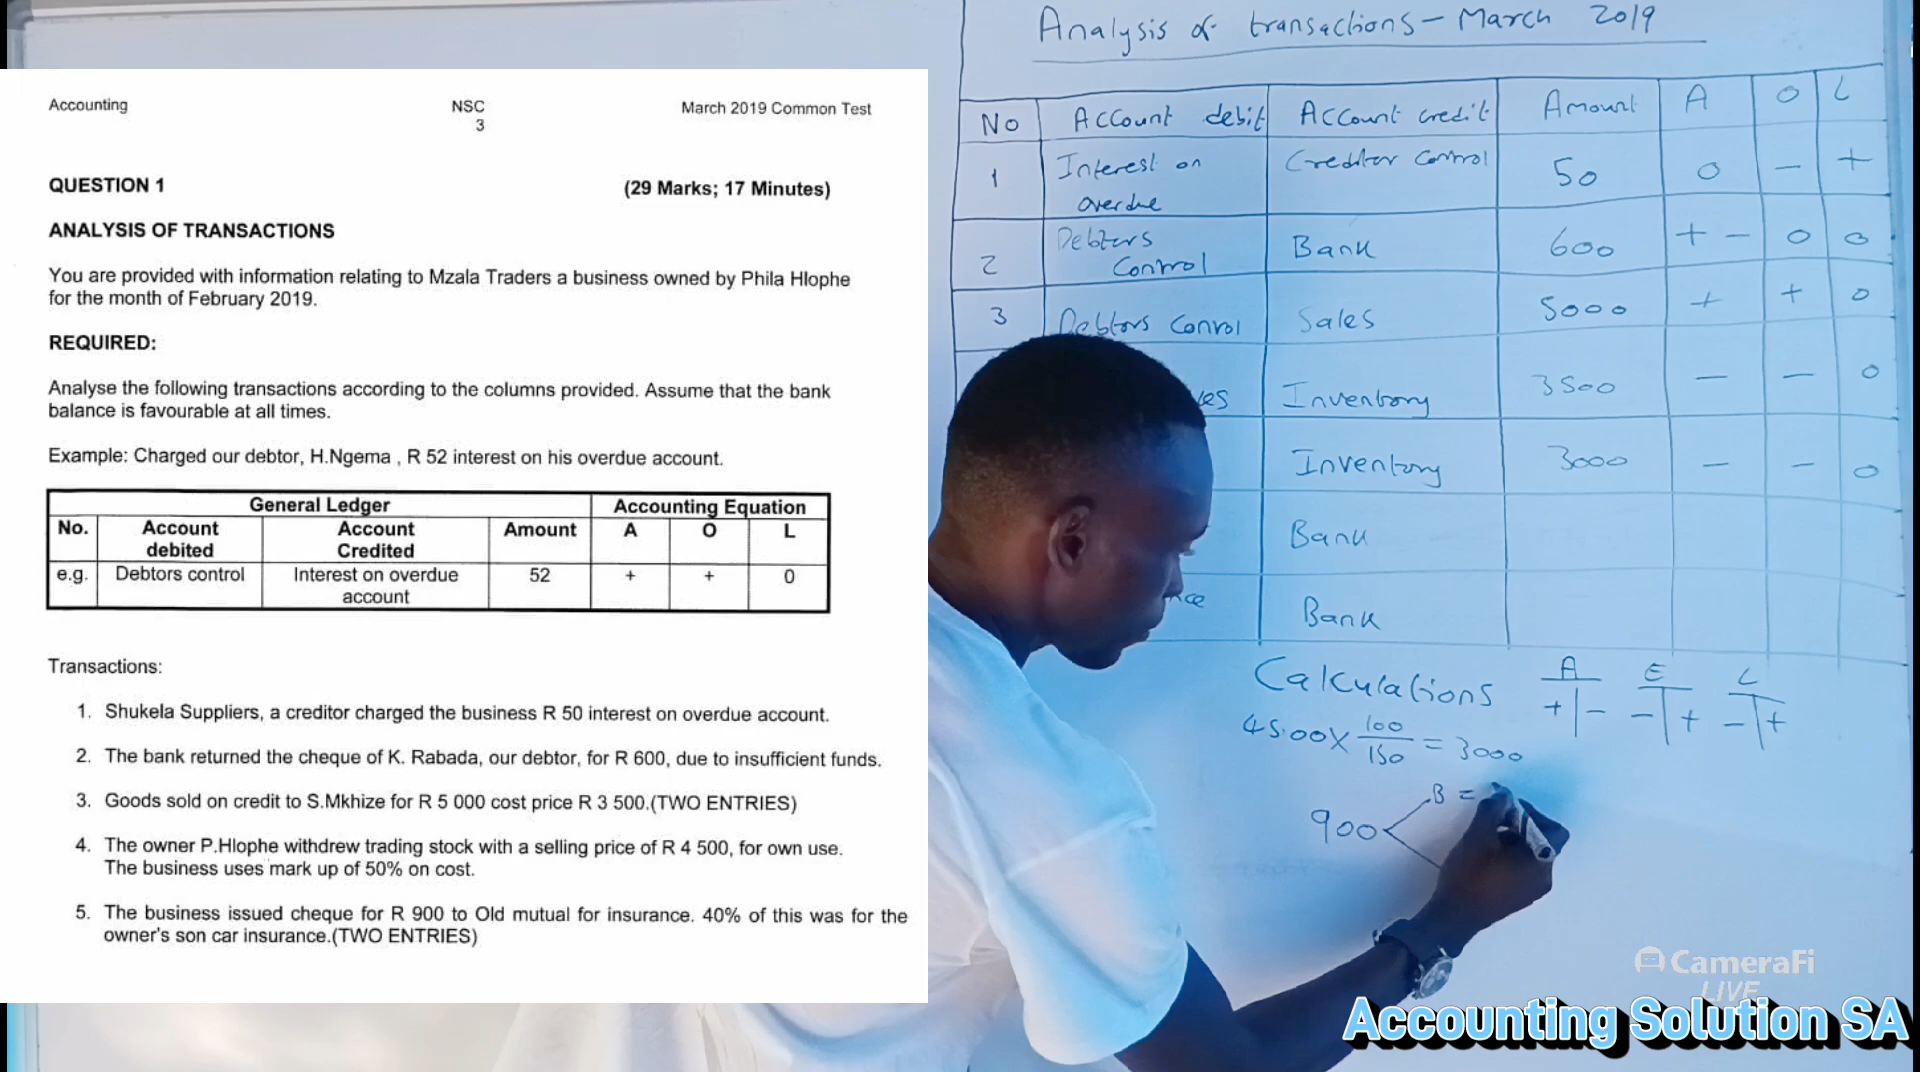 Accounting NSC March 2019 Common Test
3
QUESTION 1 (29 Marks; 17 Minutes)
ANALYSIS OF TRANSACTIONS
You are provided with information relating to Mzala Traders a business owned by Phila Hlophe
for the month of February 2019.
REQUIRED:
Analyse the following transactions according to the columns provided. Assume that the bank
balance is favourable at all times.
Example: Charged our debtor, H.Ngema , R 52 interest on his overdue account.
General Ledger Accounting Equation
No. Account debited Account Credited Amount A O L
e.g. Debtors control Interest on overdue account 52 + + 0
Transactions:
1. Shukela Suppliers, a creditor charged the business R 50 interest on overdue account.
2. The bank returned the cheque of K. Rabada, our debtor, for R 600, due to insufficient funds.
3. Goods sold on credit to S.Mkhize for R 5 000 cost price R 3 500.(TWO ENTRIES)
4. The owner P.Hlophe withdrew trading stock with a selling price of R 4 500, for own use.
The business uses mark up of 50% on cost.
5. The business issued cheque for R 900 to Old mutual for insurance. 40% of this was for the
owner's son car insurance.(TWO ENTRIES)
Analysis of transactions - March 2019
No Account debit Account credit Amount A O L
1 Interest on overdue Creditor control 50 0 - +
2 Debtors Control Bank 600 + - 0 0
3 Debtors Conrol Sales 5000 + + 0
Inventory 3500 - - 0
Inventory 3000 - - 0
Bank
Bank
Calculations A E L
+ - - + - +
4500 X 100/150 = 3000
900 B =
CameraFi
LIVE
Accounting Solution SA